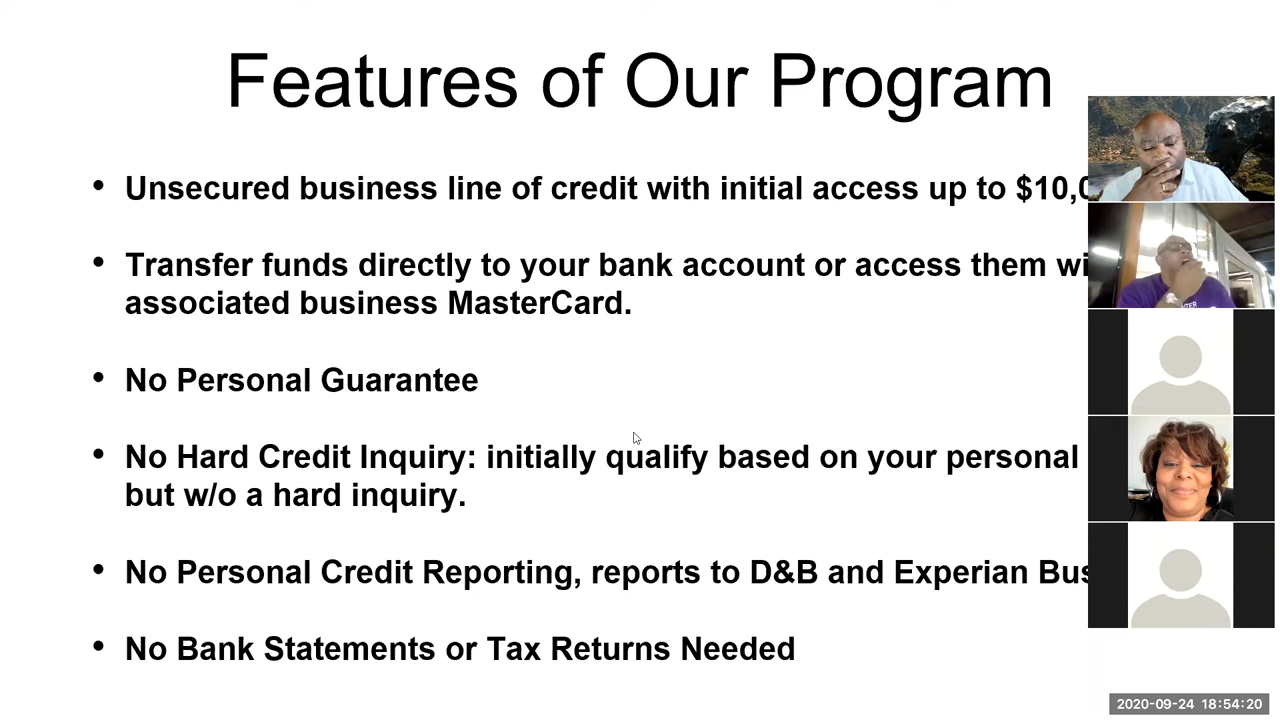 Features of Our Program
• Unsecured business line of credit with initial access up to $10,0
• Transfer funds directly to your bank account or access them wi
associated business MasterCard.
• No Personal Guarantee
• No Hard Credit Inquiry: initially qualify based on your personal
but w/o a hard inquiry.
• No Personal Credit Reporting, reports to D&B and Experian Bus
• No Bank Statements or Tax Returns Needed
2020-09-24 18:54:20